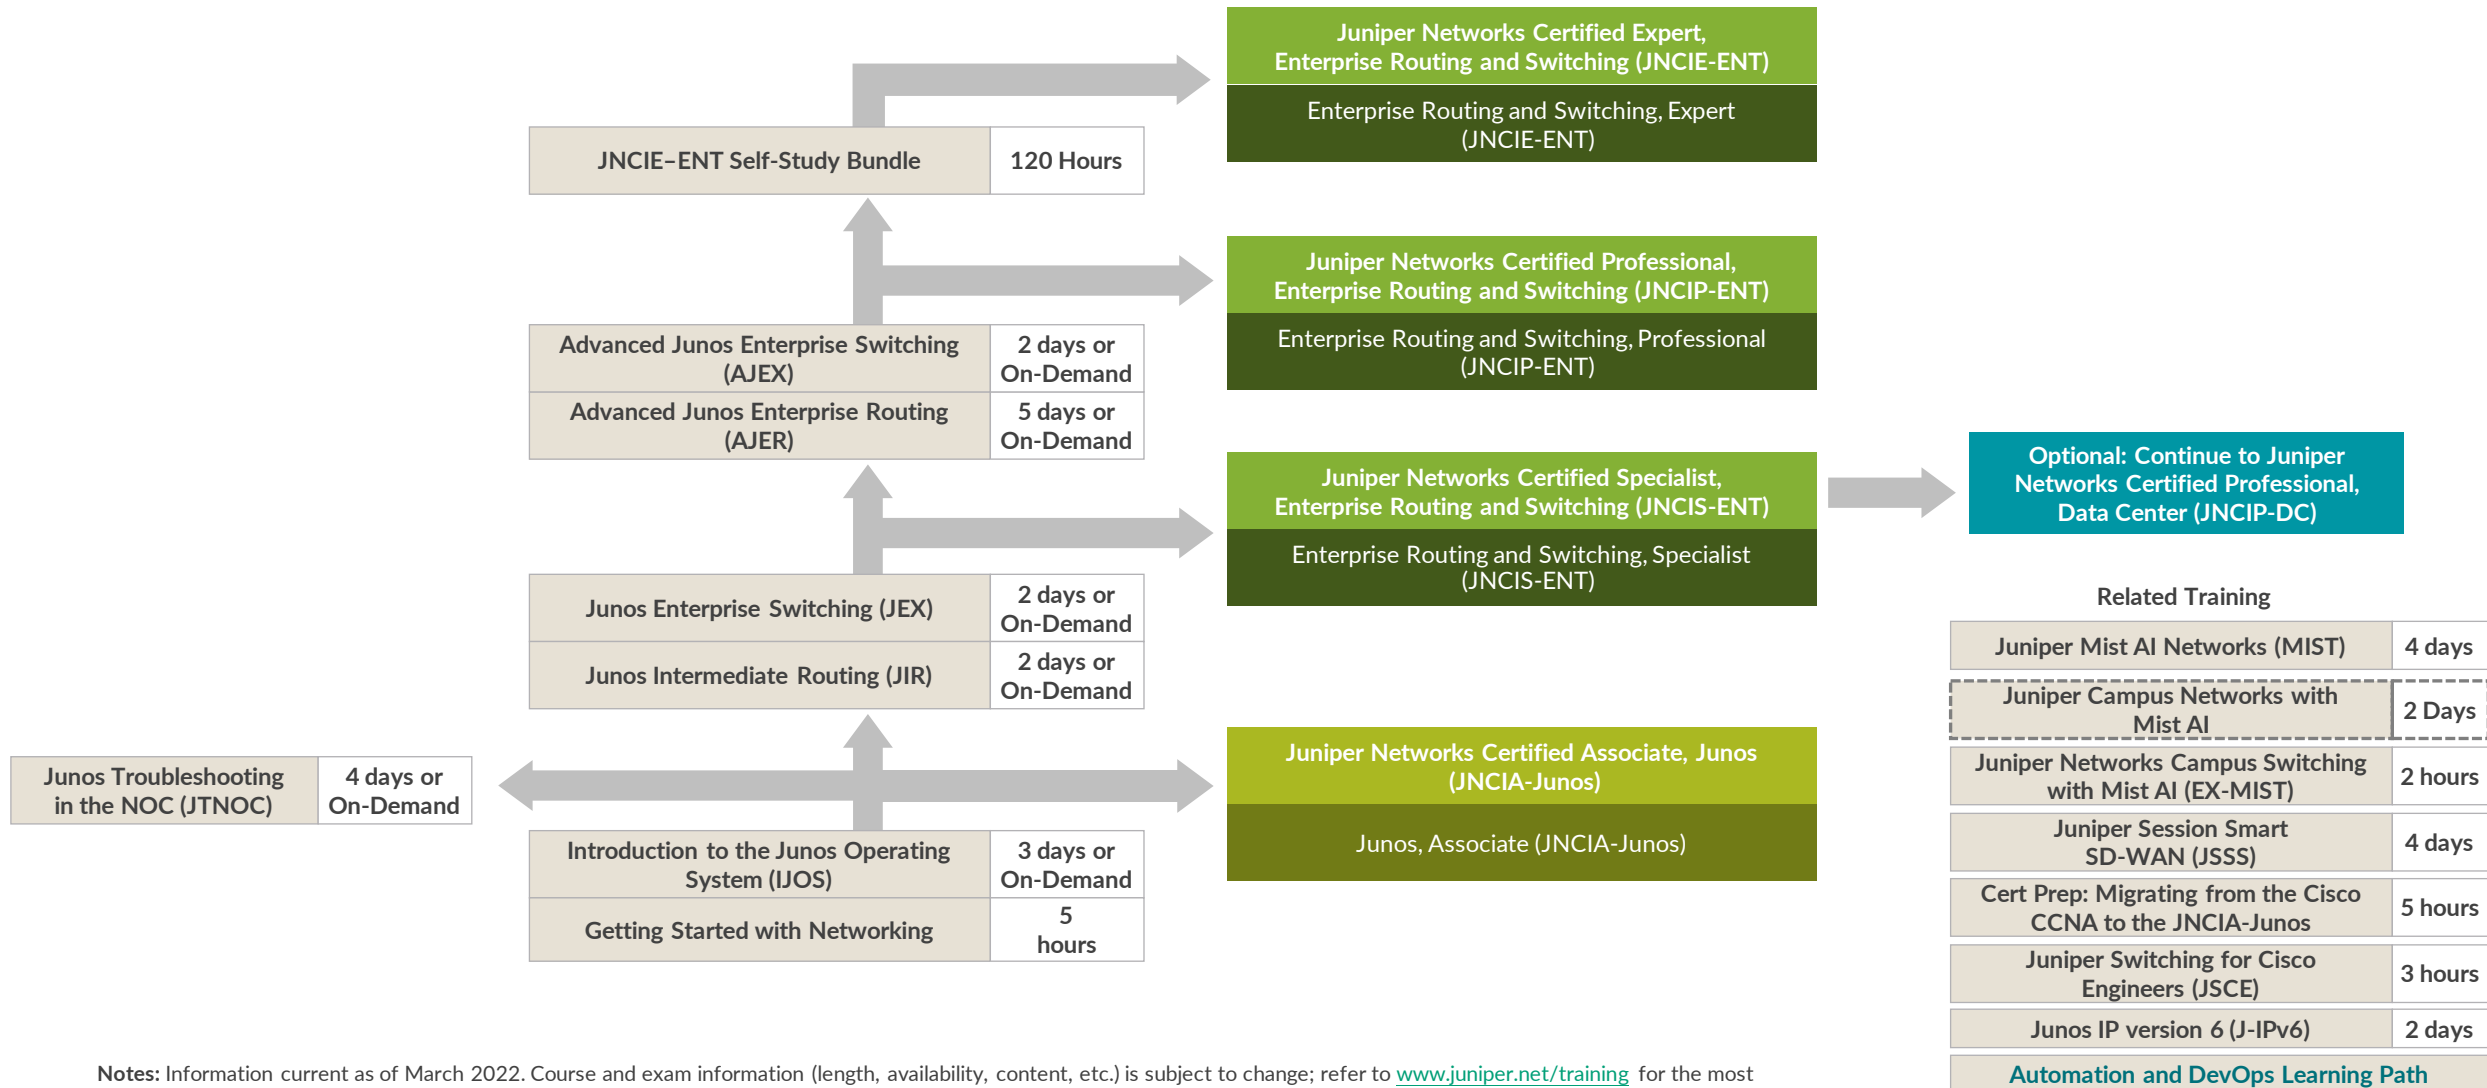 Juniper Networks Certified Expert,
Enterprise Routing and Switching (JNCIE-ENT)
Enterprise Routing and Switching, Expert
(JNCIE-ENT)
JNCIE–ENT Self-Study Bundle
120 Hours
Juniper Networks Certified Professional,
Enterprise Routing and Switching (JNCIP-ENT)
Enterprise Routing and Switching, Professional
(JNCIP-ENT)
Advanced Junos Enterprise Switching
(AJEX)
2 days or
On-Demand
Advanced Junos Enterprise Routing
(AJER)
5 days or
On-Demand
Juniper Networks Certified Specialist,
Enterprise Routing and Switching (JNCIS-ENT)
Enterprise Routing and Switching, Specialist
(JNCIS-ENT)
Optional: Continue to Juniper
Networks Certified Professional,
Data Center (JNCIP-DC)
Junos Enterprise Switching (JEX)
2 days or
On-Demand
Junos Intermediate Routing (JIR)
2 days or
On-Demand
Junos Troubleshooting
in the NOC (JTNOC)
4 days or
On-Demand
Juniper Networks Certified Associate, Junos
(JNCIA-Junos)
Junos, Associate (JNCIA-Junos)
Introduction to the Junos Operating
System (IJOS)
3 days or
On-Demand
Getting Started with Networking
5
hours
Related Training
Juniper Mist AI Networks (MIST)
4 days
Juniper Campus Networks with
Mist AI
2 Days
Juniper Networks Campus Switching
with Mist AI (EX-MIST)
2 hours
Juniper Session Smart
SD-WAN (JSSS)
4 days
Cert Prep: Migrating from the Cisco
CCNA to the JNCIA-Junos
5 hours
Juniper Switching for Cisco
Engineers (JSCE)
3 hours
Junos IP version 6 (J-IPv6)
2 days
Automation and DevOps Learning Path
Notes: Information current as of March 2022. Course and exam information (length, availability, content, etc.) is subject to change; refer to www.juniper.net/training for the most